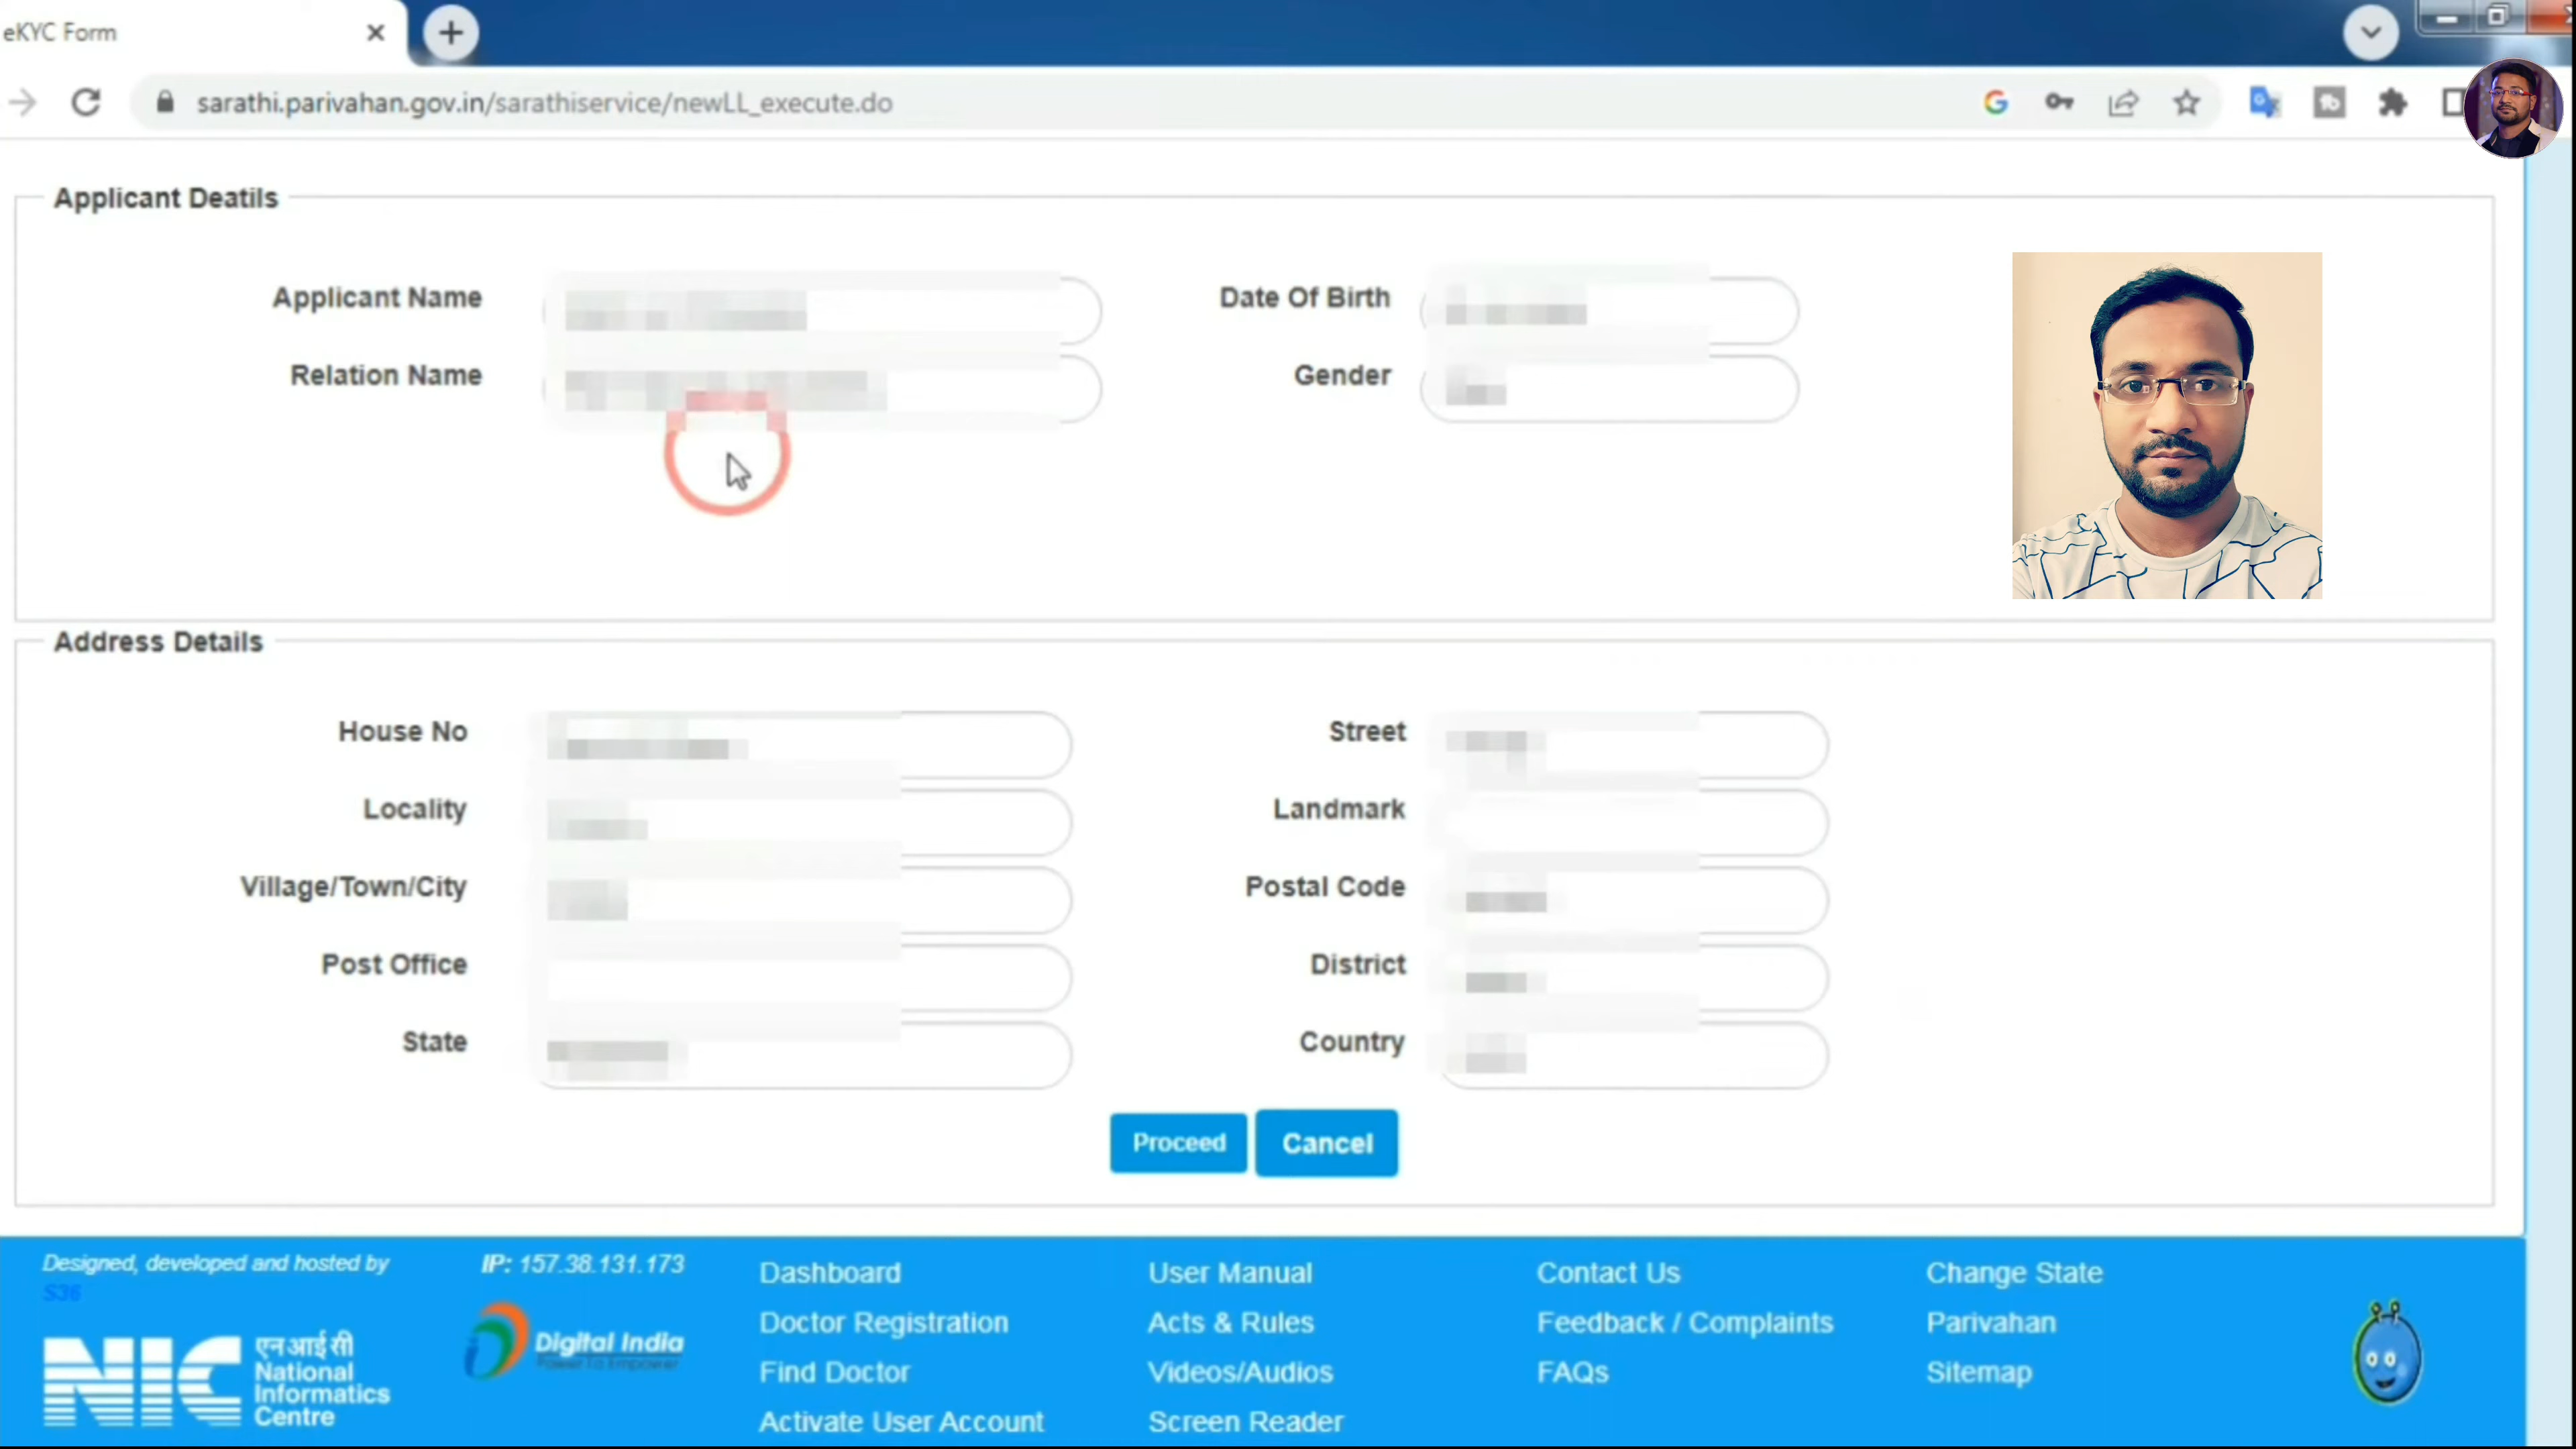 eKYC Form
sarathi.parivahan.gov.in/sarathiservice/newLL_execute.do
Applicant Deatils
Applicant Name
Date Of Birth
Relation Name
Gender
Address Details
House No
Street
Locality
Landmark
Village/Town/City
Postal Code
Post Office
District
State
Country
Proceed
Cancel
Designed, developed and hosted by
S36
NIC
एन आई सी
National
Informatics
Centre
IP: 157.38.131.173
Digital India
Power To Empower
Dashboard
Doctor Registration
Find Doctor
Activate User Account
User Manual
Acts & Rules
Videos/Audios
Screen Reader
Contact Us
Feedback / Complaints
FAQs
Change State
Parivahan
Sitemap